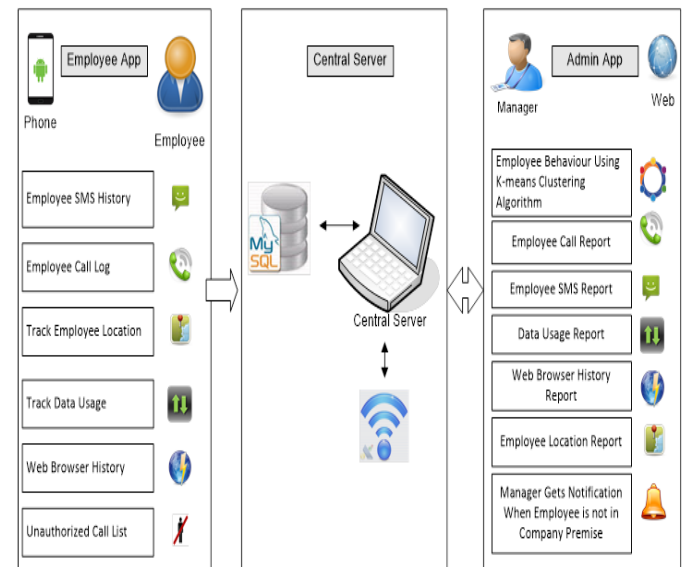 Employee App
Phone
Employee
Employee SMS History
Employee Call Log
Track Employee Location
Track Data Usage
Web Browser History
Unauthorized Call List
Central Server
My
SQL
Central Server
Admin App
Manager
Web
Employee Behaviour Using
K-means Clustering
Algorithm
Employee Call Report
Employee SMS Report
Data Usage Report
Web Browser History
Report
Employee Location Report
Manager Gets Notification
When Employee is not in
Company Premise